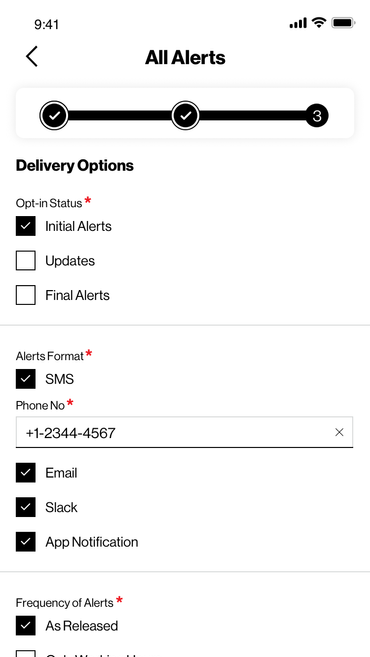 9:41
All Alerts
3
Delivery Options
Opt-in Status*
Initial Alerts
Updates
Final Alerts
Alerts Format*
SMS
Phone No*
+1-2344-4567
Email
Slack
App Notification
Frequency of Alerts*
As Released